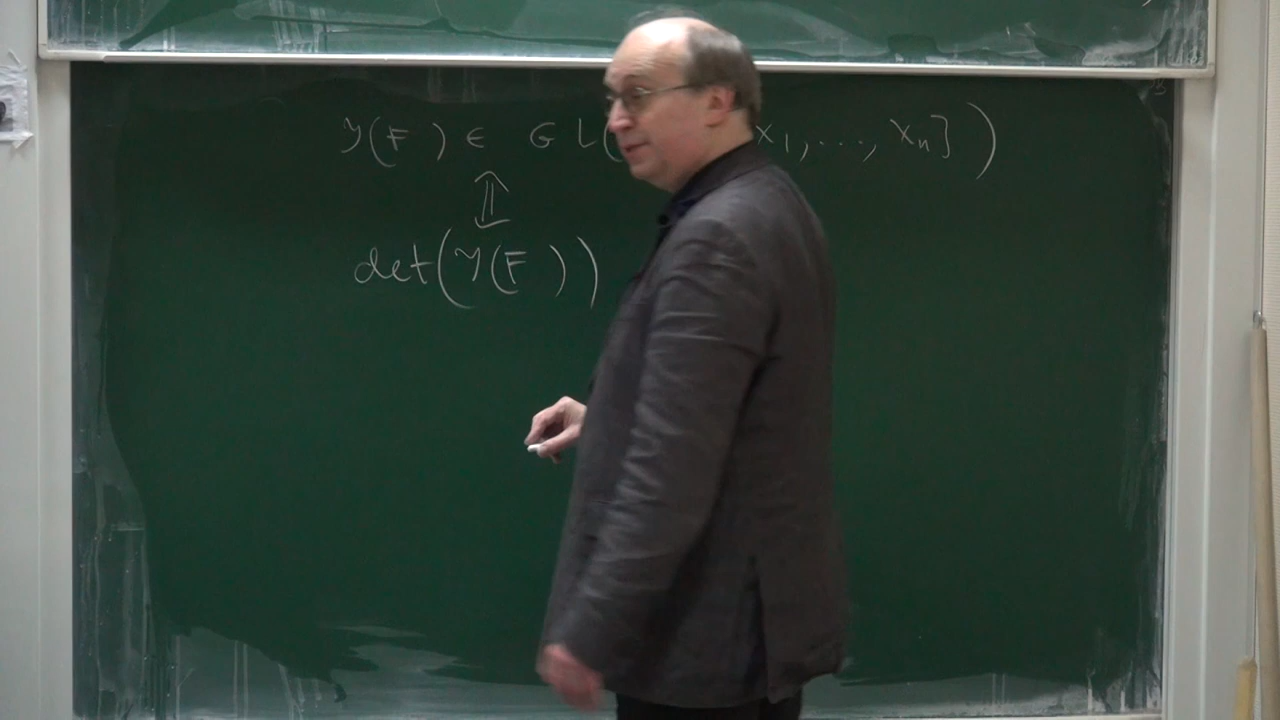 J(F) ∈ GL( x₁, ..., xₙ])
⇕
det(J(F))